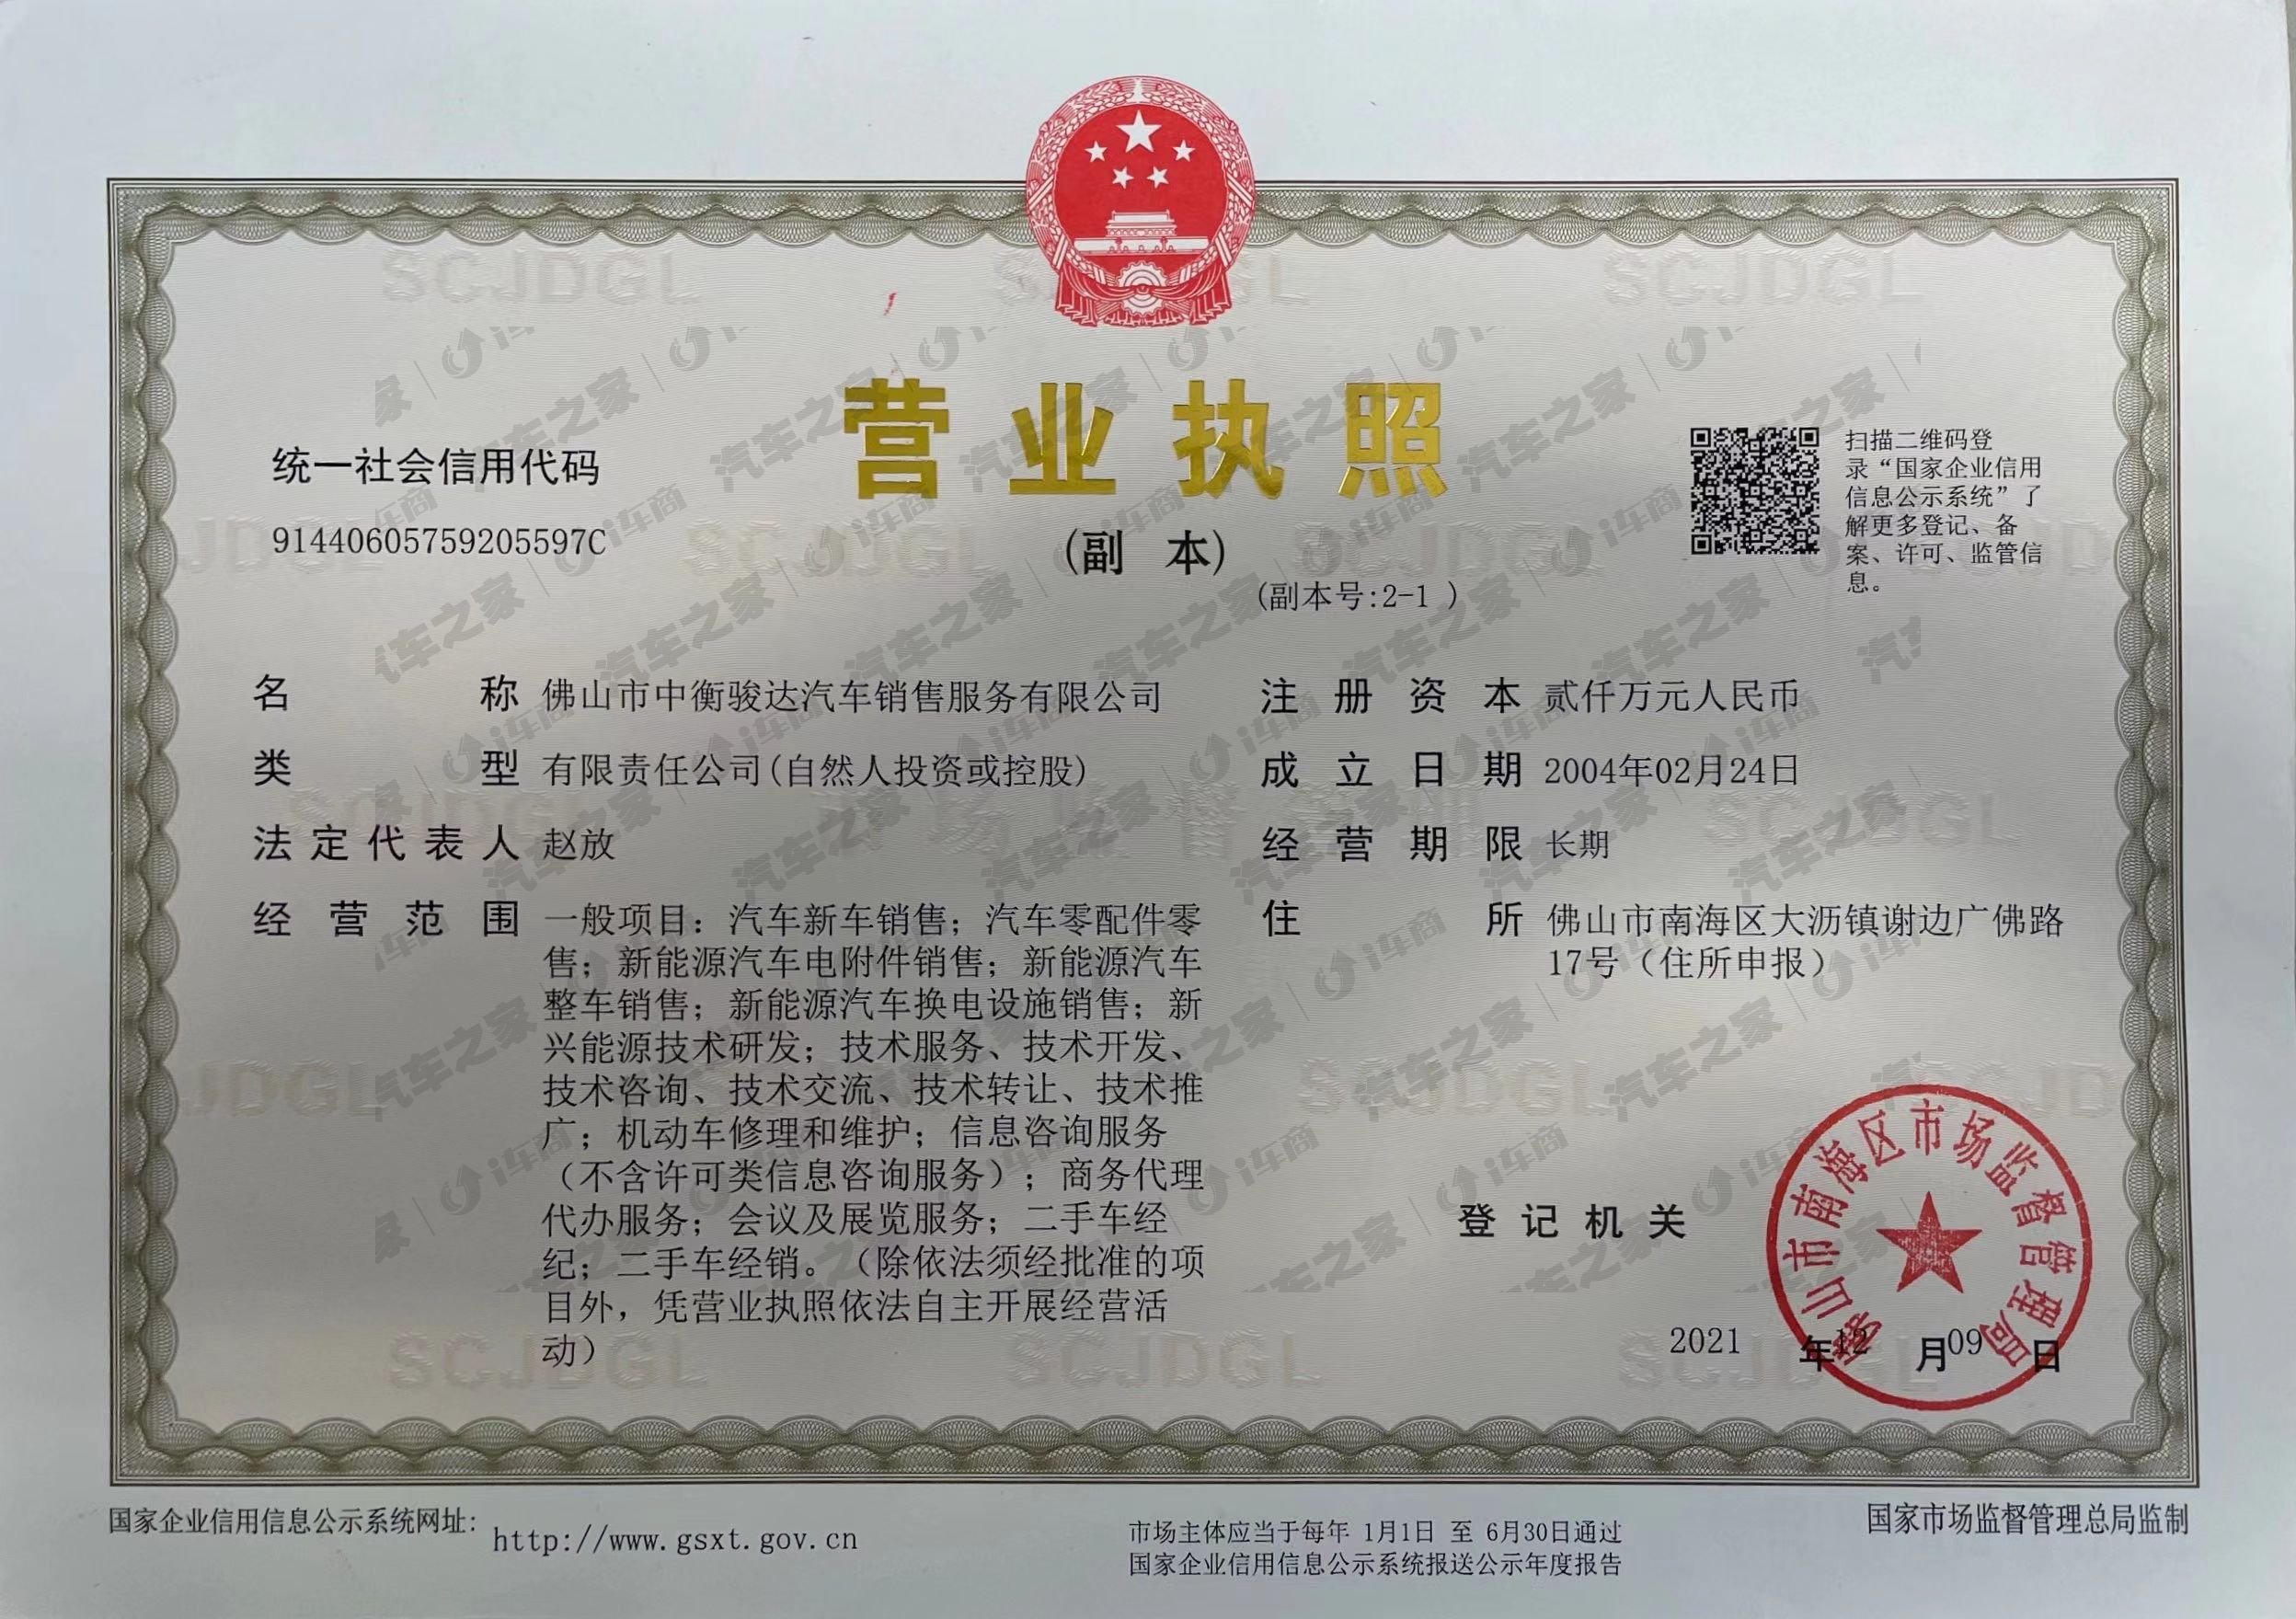 营业执照
(副 本)
(副本号:2-1 )
统一社会信用代码
91440605759205597C
扫描二维码登
录“国家企业信用
信息公示系统”了
解更多登记、备
案、许可、监管信
息。
名 称 佛山市中衡骏达汽车销售服务有限公司
类 型 有限责任公司(自然人投资或控股)
法定代表人 赵放
经营范围 一般项目：汽车新车销售；汽车零配件零
售；新能源汽车电附件销售；新能源汽车
整车销售；新能源汽车换电设施销售；新
兴能源技术研发；技术服务、技术开发、
技术咨询、技术交流、技术转让、技术推
广；机动车修理和维护；信息咨询服务
（不含许可类信息咨询服务）；商务代理
代办服务；会议及展览服务；二手车经
纪；二手车经销。（除依法须经批准的项
目外，凭营业执照依法自主开展经营活
动）
注册资本 贰仟万元人民币
成立日期 2004年02月24日
经营期限 长期
住 所 佛山市南海区大沥镇谢边广佛路
17号（住所申报）
登记机关
佛山市南海区市场监督管理局
2021 年12 月09 日
国家企业信用信息公示系统网址：http://www.gsxt.gov.cn
市场主体应当于每年 1月1日 至 6月30日通过
国家企业信用信息公示系统报送公示年度报告
国家市场监督管理总局监制
SCJDGL
汽车之家 | i车商